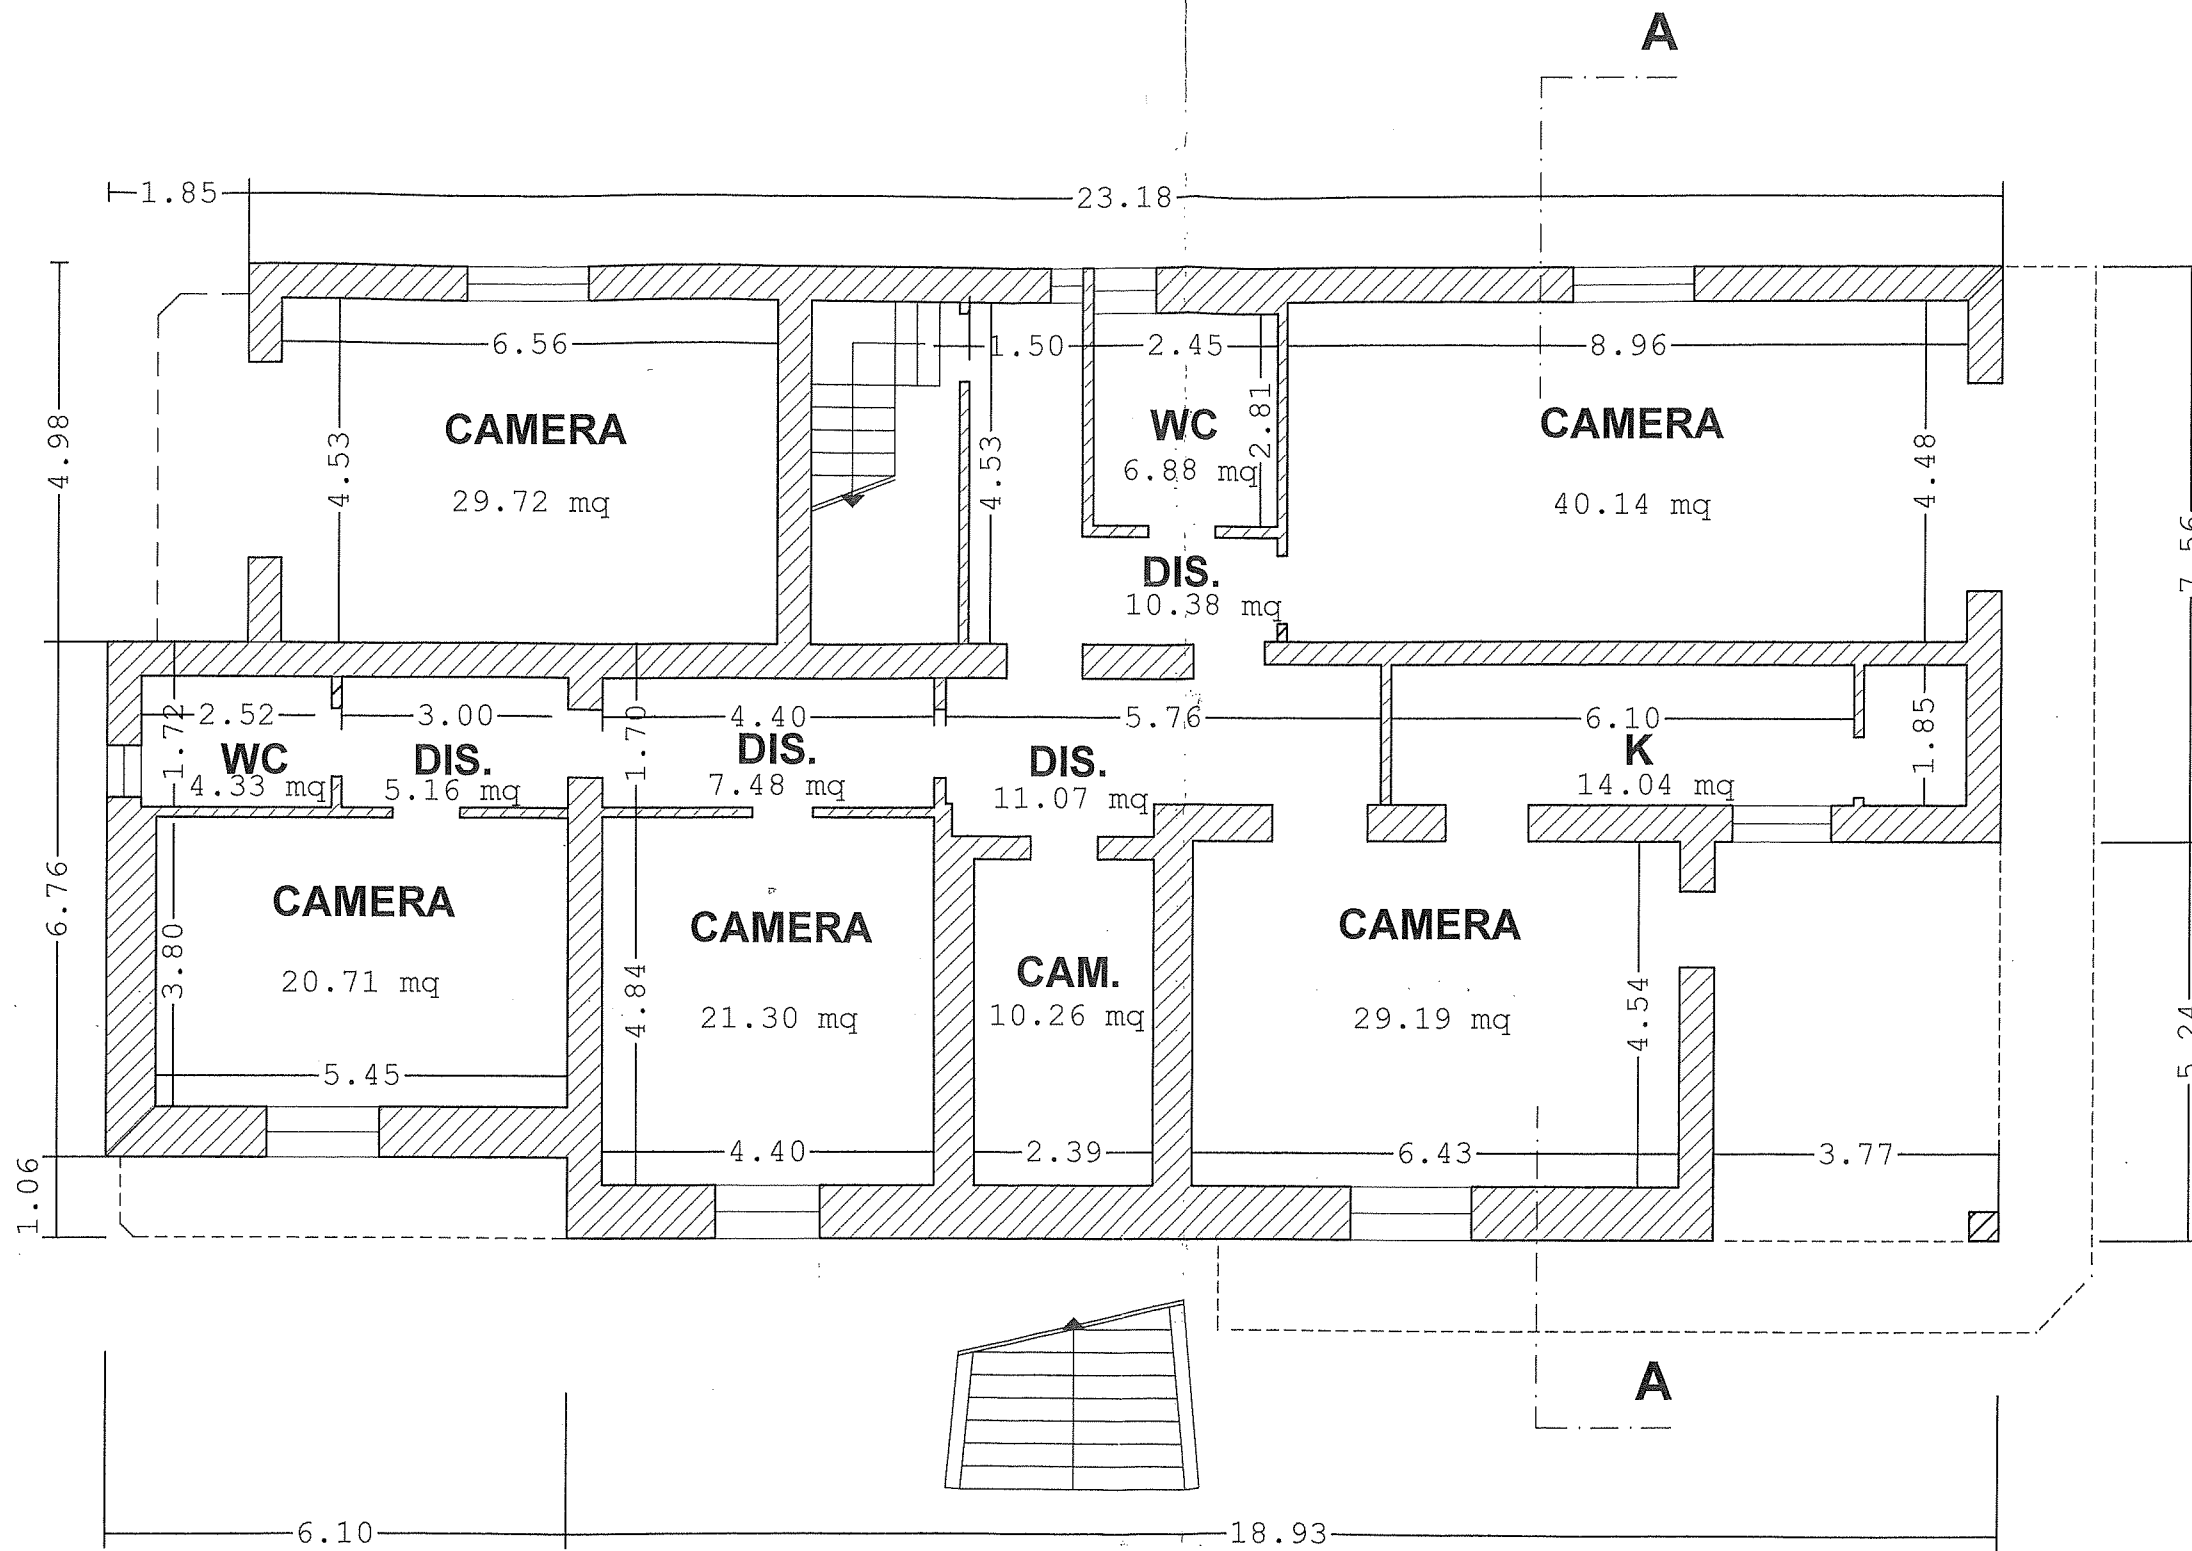 A
1.85
23.18
4.98
6.56
4.53
CAMERA
29.72 mq
1.50
4.53
2.45
2.81
WC
6.88 mq
8.96
CAMERA
40.14 mq
4.48
DIS.
10.38 mq
7.56
2.52
1.72
WC
4.33 mq
3.00
DIS.
5.16 mq
1.70
4.40
DIS.
7.48 mq
5.76
DIS.
11.07 mq
6.10
K
14.04 mq
1.85
6.76
CAMERA
20.71 mq
3.80
5.45
CAMERA
21.30 mq
4.84
4.40
CAM.
10.26 mq
2.39
CAMERA
29.19 mq
4.54
6.43
3.77
5.24
1.06
A
6.10
18.93